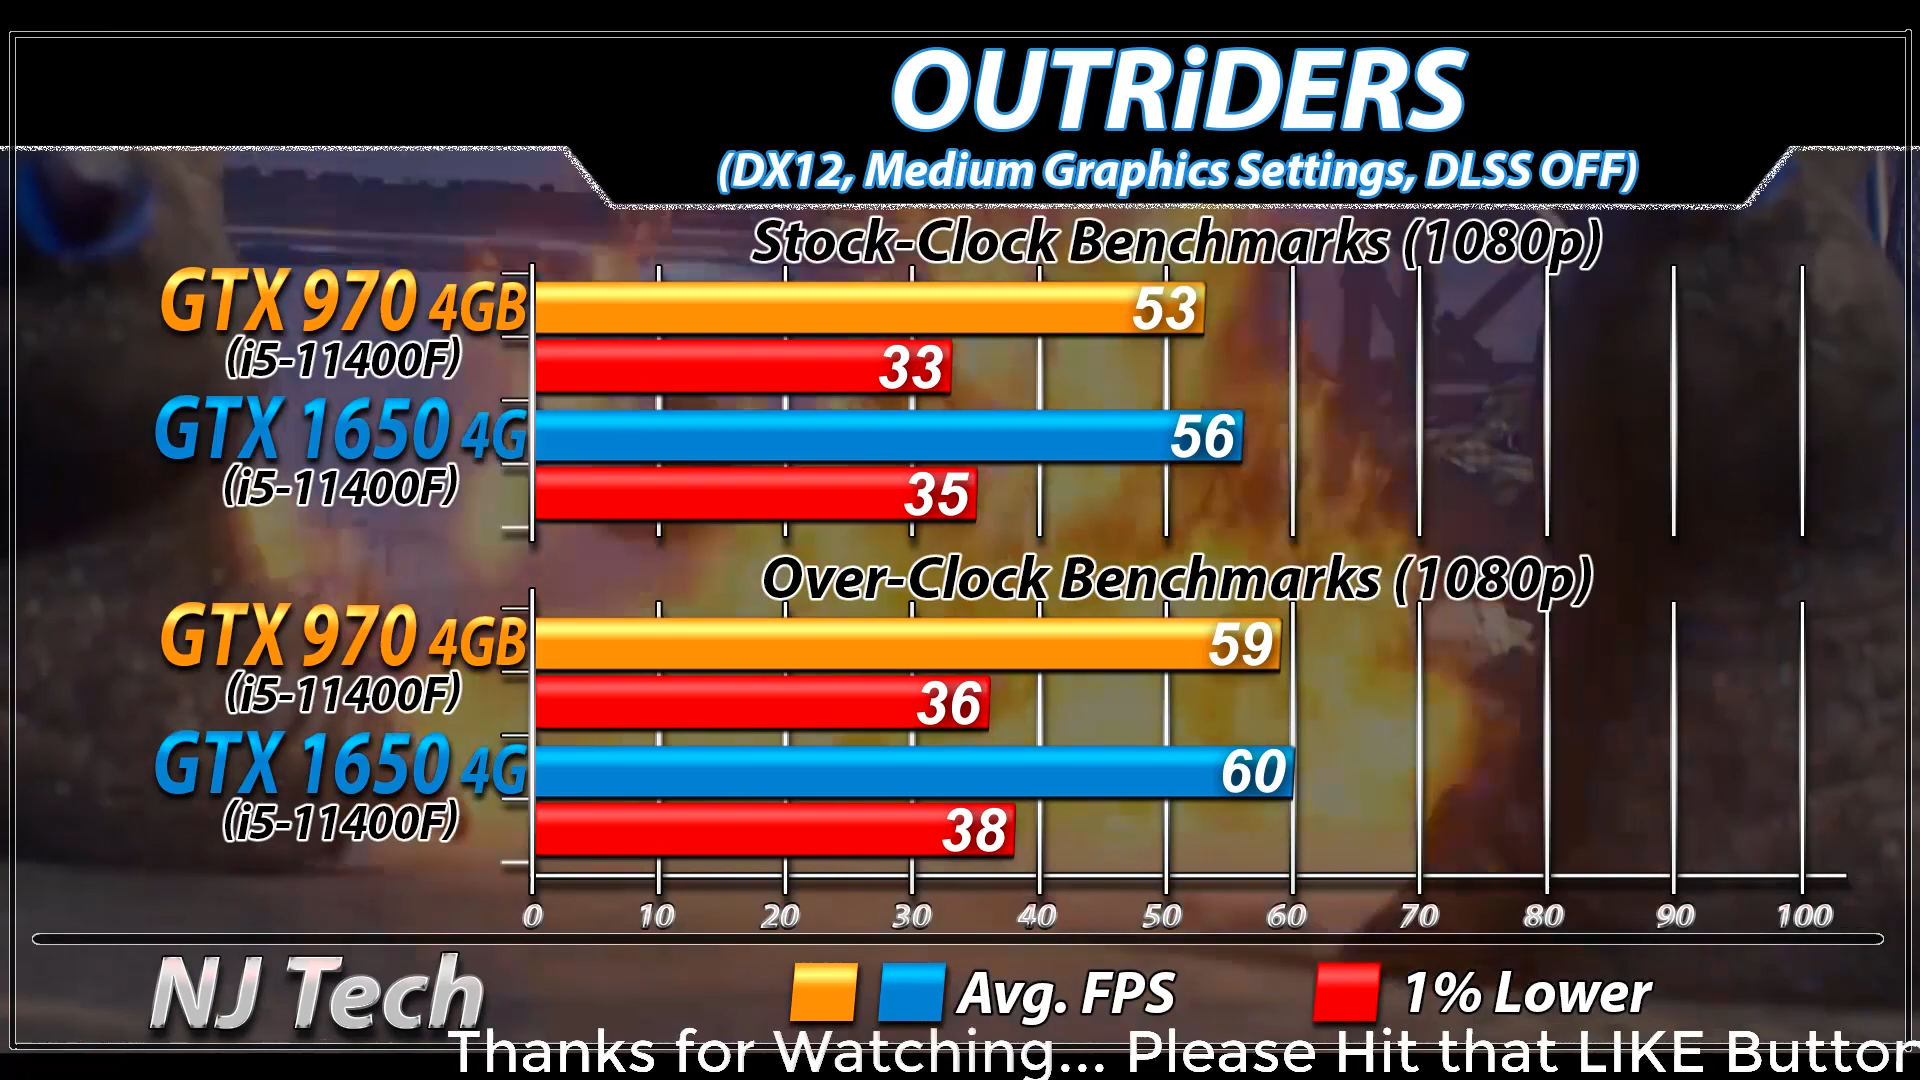 OUTRiDERS
(DX12, Medium Graphics Settings, DLSS OFF)
Stock-Clock Benchmarks (1080p)
GTX 970 4GB
53
(i5-11400F)
33
GTX 1650 4G
56
(i5-11400F)
35
Over-Clock Benchmarks (1080p)
GTX 970 4GB
59
(i5-11400F)
36
GTX 1650 4G
60
(i5-11400F)
38
0 10 20 30 40 50 60 70 80 90 100
NJ Tech
Avg. FPS
1% Lower
Thanks for Watching... Please Hit that LIKE Button